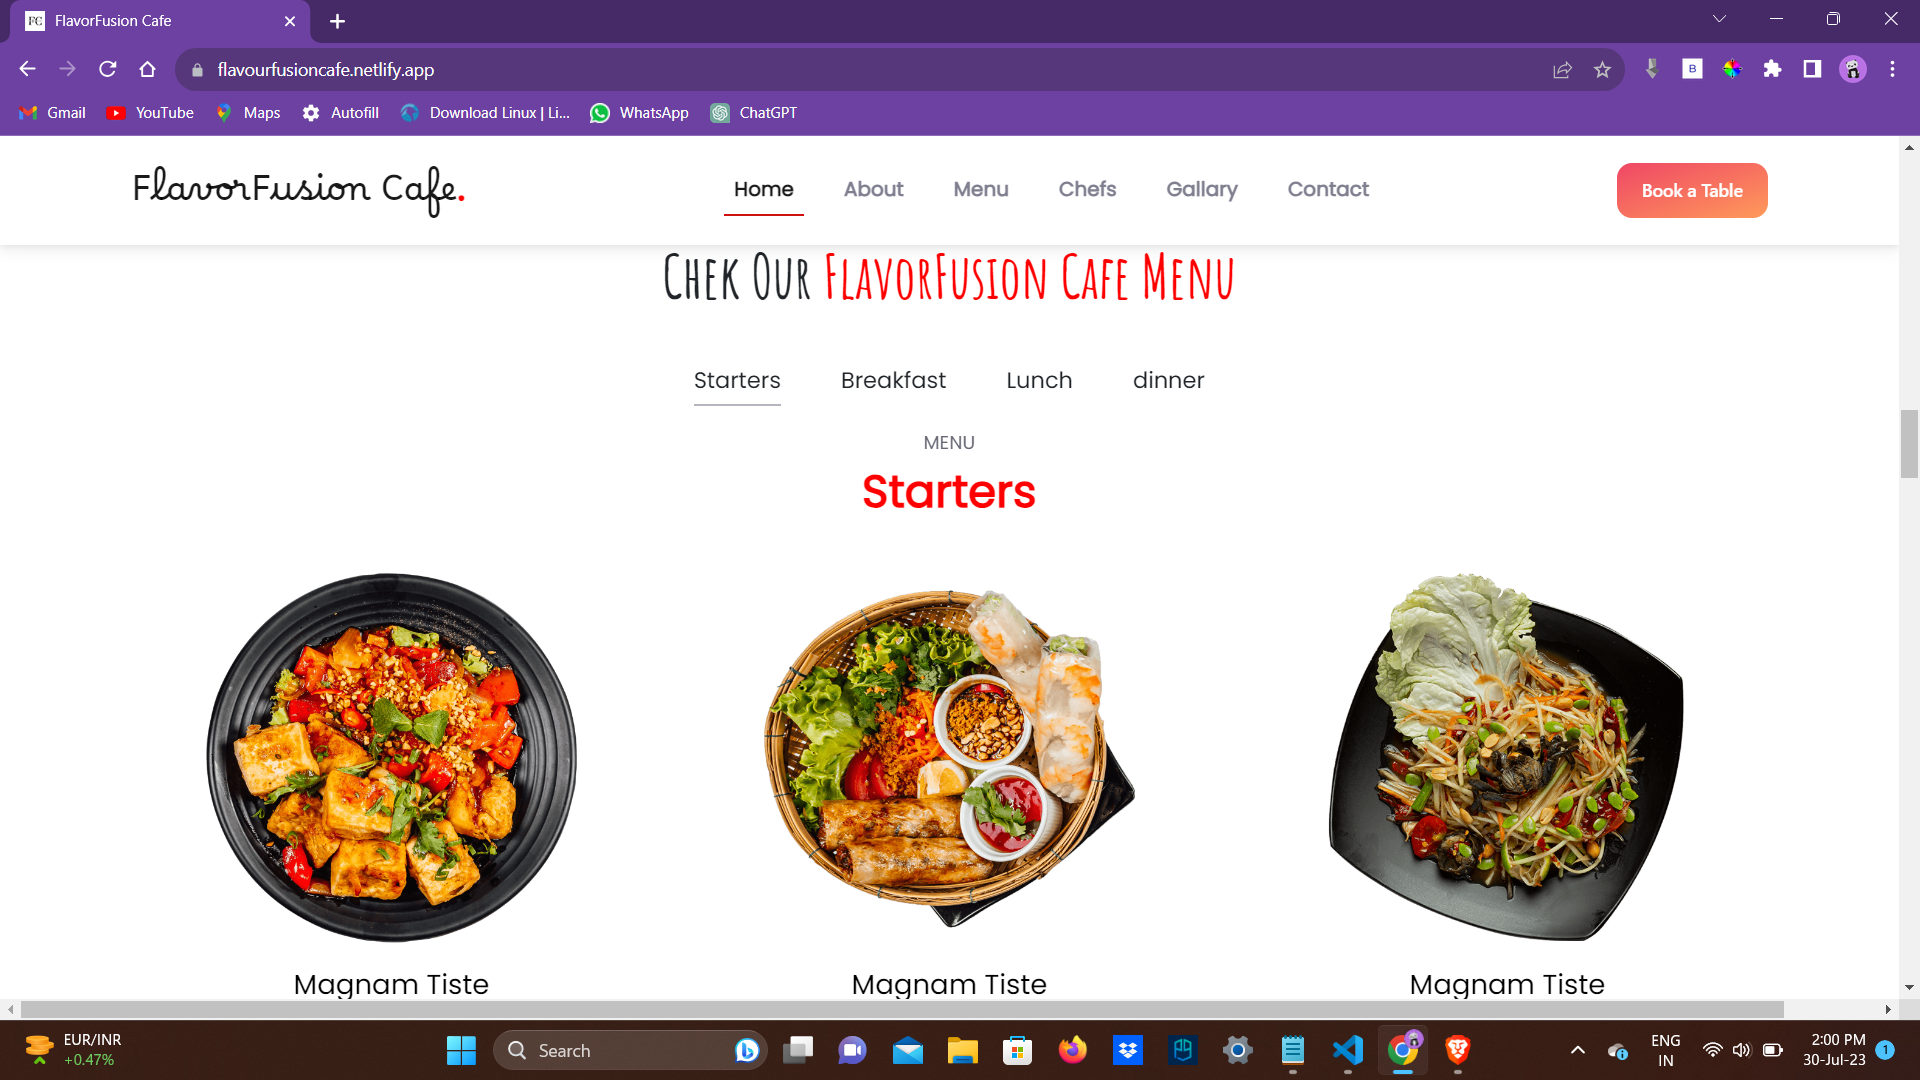 FC FlavorFusion Cafe
flavourfusioncafe.netlify.app
B
Gmail YouTube Maps Autofill Download Linux | Li... WhatsApp ChatGPT
FlavorFusion Cafe. Home About Menu Chefs Gallary Contact Book a Table
Chek Our FlavorFusion Cafe Menu
Starters Breakfast Lunch dinner
MENU
Starters
Magnam Tiste Magnam Tiste Magnam Tiste
EUR/INR
+0.47%
Search
ENG
IN
2:00 PM
30-Jul-23
1